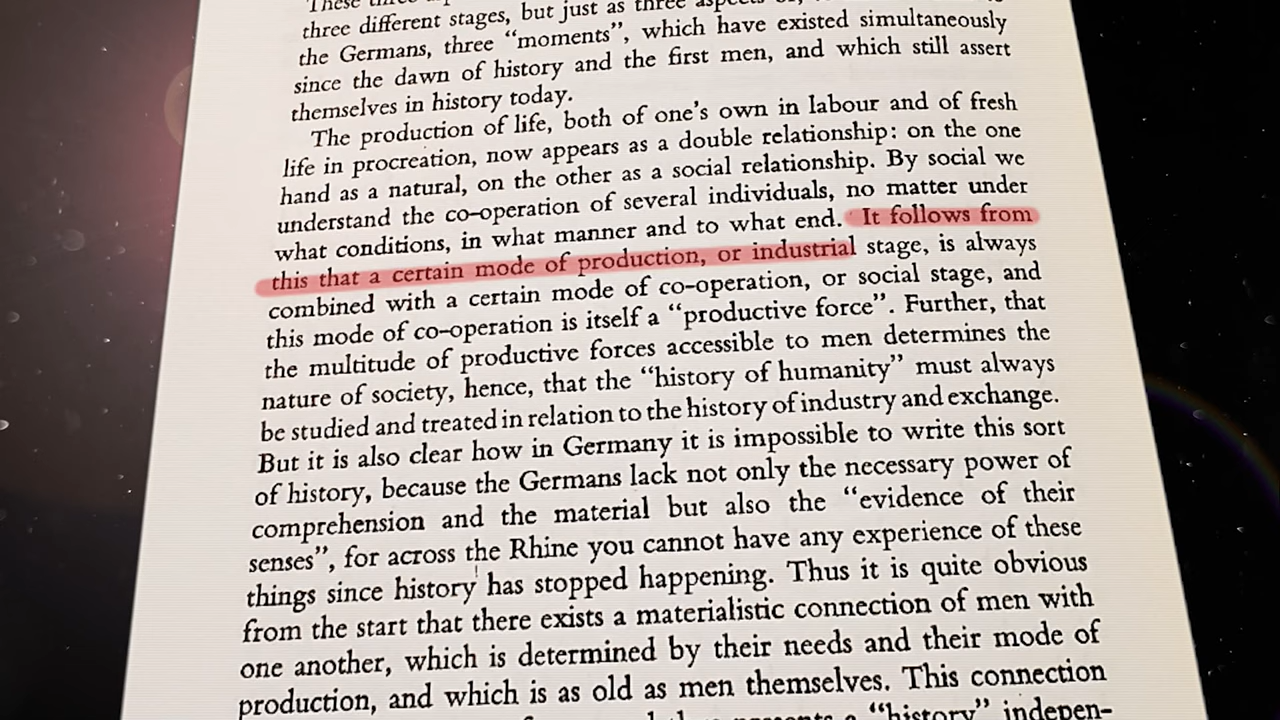 These three
three different stages, but just as three aspects
the Germans, three “moments”, which have existed simultaneously
since the dawn of history and the first men, and which still assert
themselves in history today.
The production of life, both of one’s own in labour and of fresh
life in procreation, now appears as a double relationship: on the one
hand as a natural, on the other as a social relationship. By social we
understand the co-operation of several individuals, no matter under
what conditions, in what manner and to what end. It follows from
this that a certain mode of production, or industrial stage, is always
combined with a certain mode of co-operation, or social stage, and
this mode of co-operation is itself a “productive force”. Further, that
the multitude of productive forces accessible to men determines the
nature of society, hence, that the “history of humanity” must always
be studied and treated in relation to the history of industry and exchange.
But it is also clear how in Germany it is impossible to write this sort
of history, because the Germans lack not only the necessary power of
comprehension and the material but also the “evidence of their
senses”, for across the Rhine you cannot have any experience of these
things since history has stopped happening. Thus it is quite obvious
from the start that there exists a materialistic connection of men with
one another, which is determined by their needs and their mode of
production, and which is as old as men themselves. This connection
a “history” indepen-